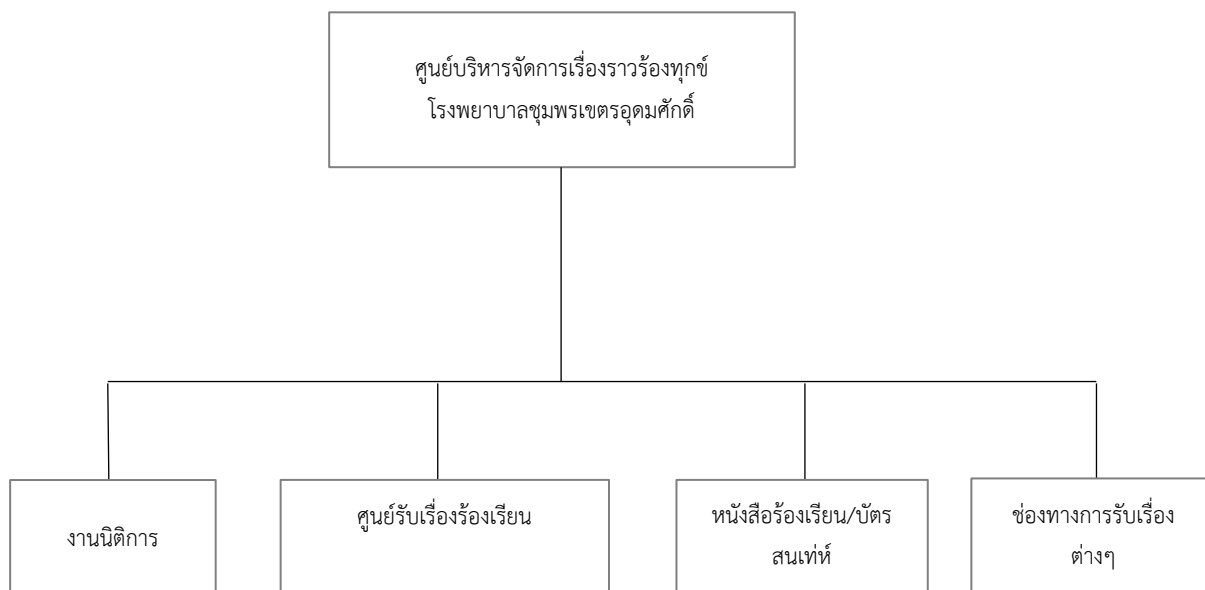 ศูนย์บริหารจัดการเรื่องราวร้องทุกข์
โรงพยาบาลชุมพรเขตรอุดมศักดิ์
งานนิติการ
ศูนย์รับเรื่องร้องเรียน
หนังสือร้องเรียน/บัตร
สนเท่ห์
ช่องทางการรับเรื่อง
ต่างๆ